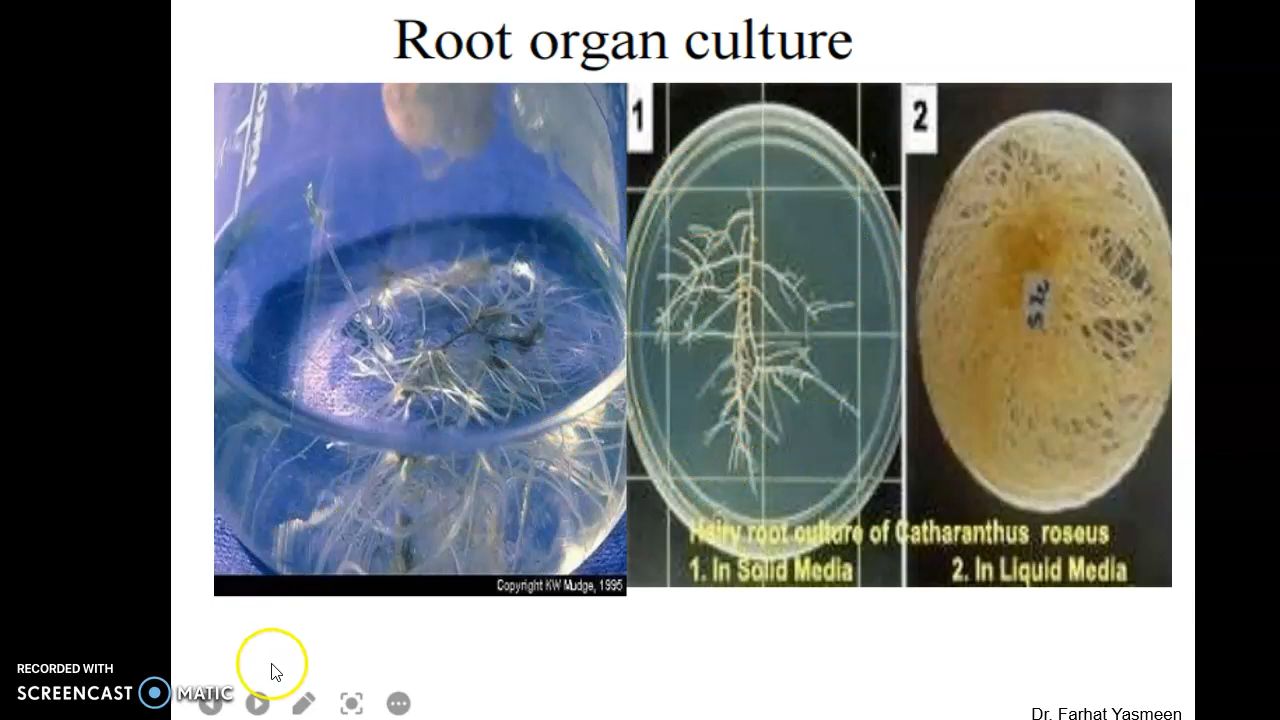 Root organ culture
1
2
Hairy root culture of Catharanthus roseus
1. In Solid Media
2. In Liquid Media
Copyright KW Mudge, 1995
RECORDED WITH
SCREENCAST MATIC
Dr. Farhat Yasmeen